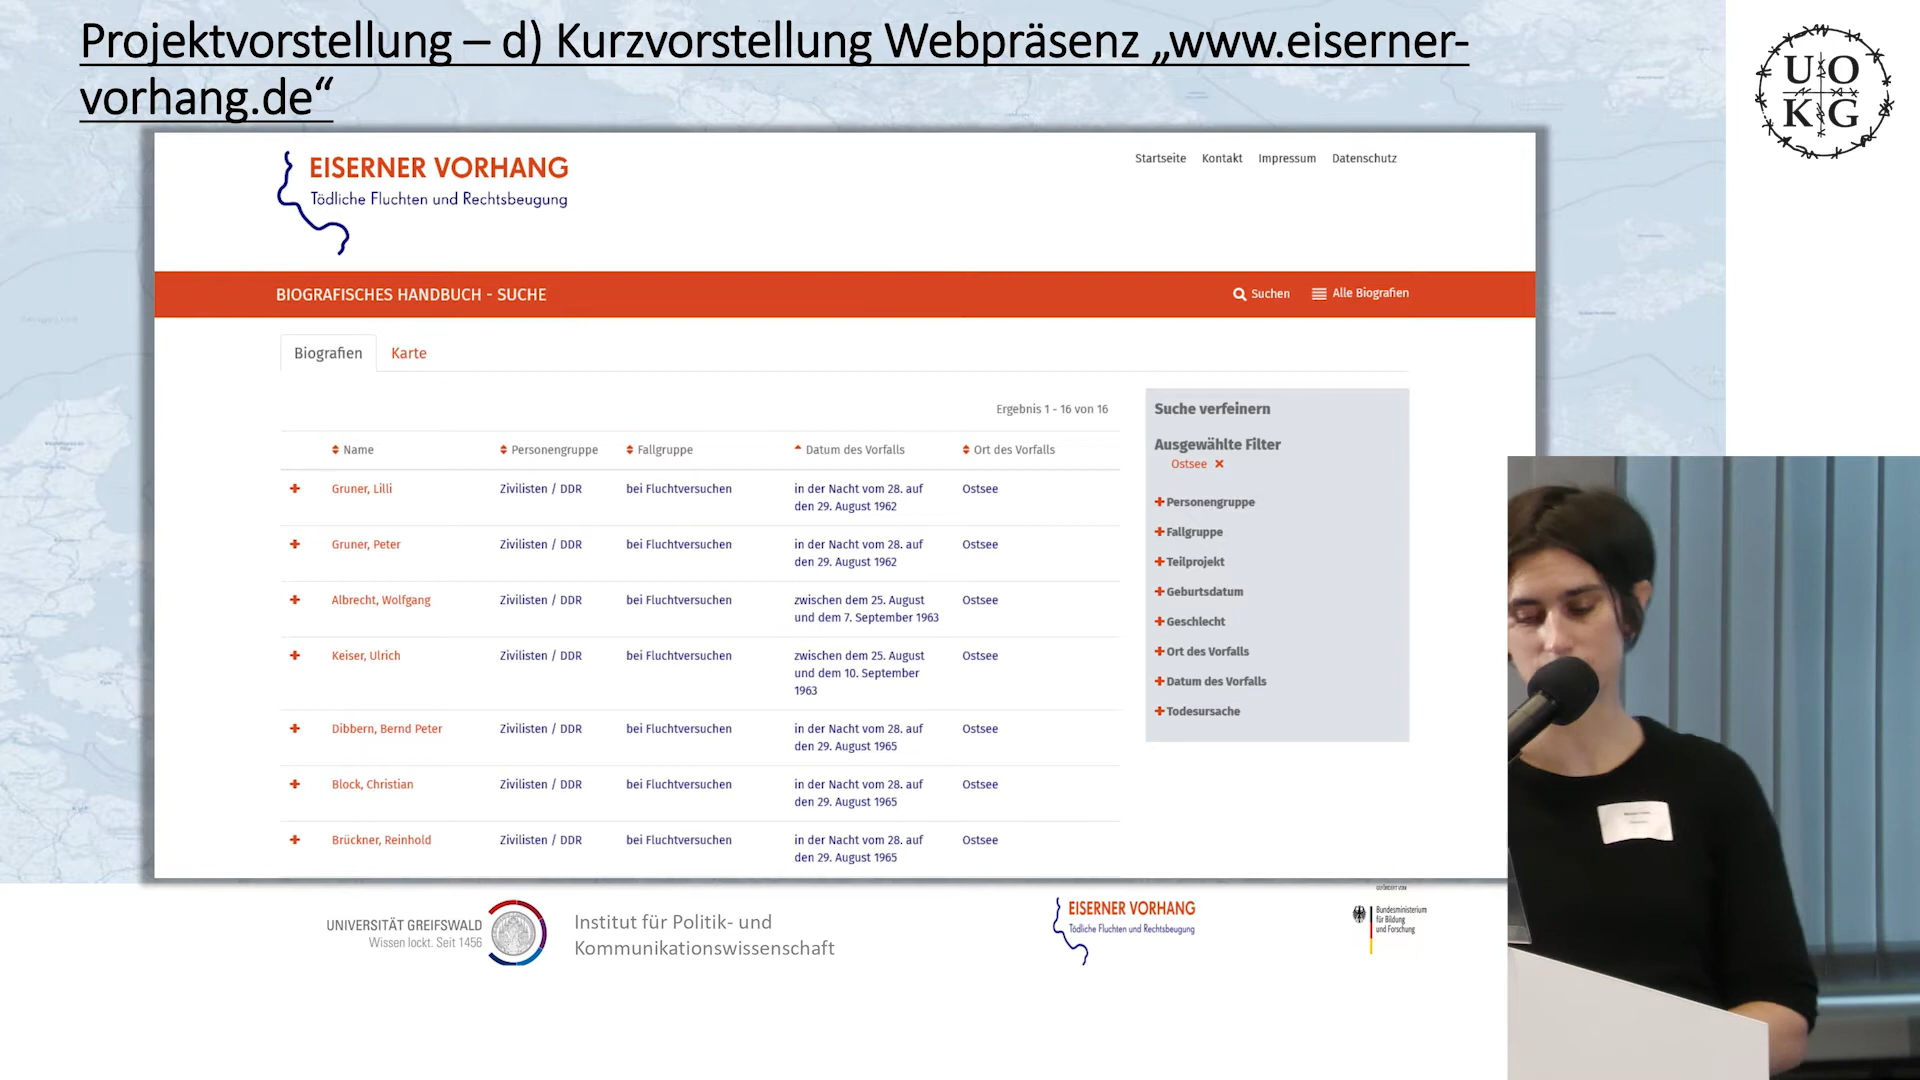 Projektvorstellung – d) Kurzvorstellung Webpräsenz „www.eiserner-
vorhang.de“
U O
K G
EISERNER VORHANG
Tödliche Fluchten und Rechtsbeugung
Startseite Kontakt Impressum Datenschutz
BIOGRAFISCHES HANDBUCH - SUCHE
Suchen Alle Biografien
Biografien Karte
Ergebnis 1 - 16 von 16
Name Personengruppe Fallgruppe Datum des Vorfalls Ort des Vorfalls
Gruner, Lilli Zivilisten / DDR bei Fluchtversuchen in der Nacht vom 28. auf Ostsee
den 29. August 1962
Gruner, Peter Zivilisten / DDR bei Fluchtversuchen in der Nacht vom 28. auf Ostsee
den 29. August 1962
Albrecht, Wolfgang Zivilisten / DDR bei Fluchtversuchen zwischen dem 25. August Ostsee
und dem 7. September 1963
Keiser, Ulrich Zivilisten / DDR bei Fluchtversuchen zwischen dem 25. August Ostsee
und dem 10. September
1963
Dibbern, Bernd Peter Zivilisten / DDR bei Fluchtversuchen in der Nacht vom 28. auf Ostsee
den 29. August 1965
Block, Christian Zivilisten / DDR bei Fluchtversuchen in der Nacht vom 28. auf Ostsee
den 29. August 1965
Brückner, Reinhold Zivilisten / DDR bei Fluchtversuchen in der Nacht vom 28. auf Ostsee
den 29. August 1965
Suche verfeinern
Ausgewählte Filter
Ostsee
Personengruppe
Fallgruppe
Teilprojekt
Geburtsdatum
Geschlecht
Ort des Vorfalls
Datum des Vorfalls
Todesursache
UNIVERSITÄT GREIFSWALD
Wissen lockt. Seit 1456
Institut für Politik- und
Kommunikationswissenschaft
EISERNER VORHANG
Tödliche Fluchten und Rechtsbeugung
GEFÖRDERT VOM
Bundesministerium
für Bildung
und Forschung